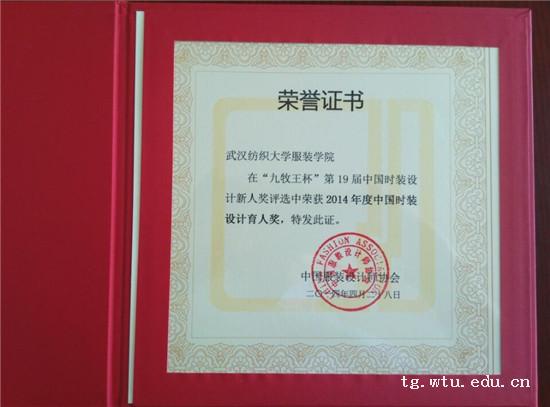 荣誉证书
武汉纺织大学服装学院
在“九牧王杯”第19届中国时装设
计新人奖评选中荣获2014年度中国时装
设计育人奖，特发此证。
中国服装设计师协会
二〇一四年四月二十八日
tg.wtu.edu.cn